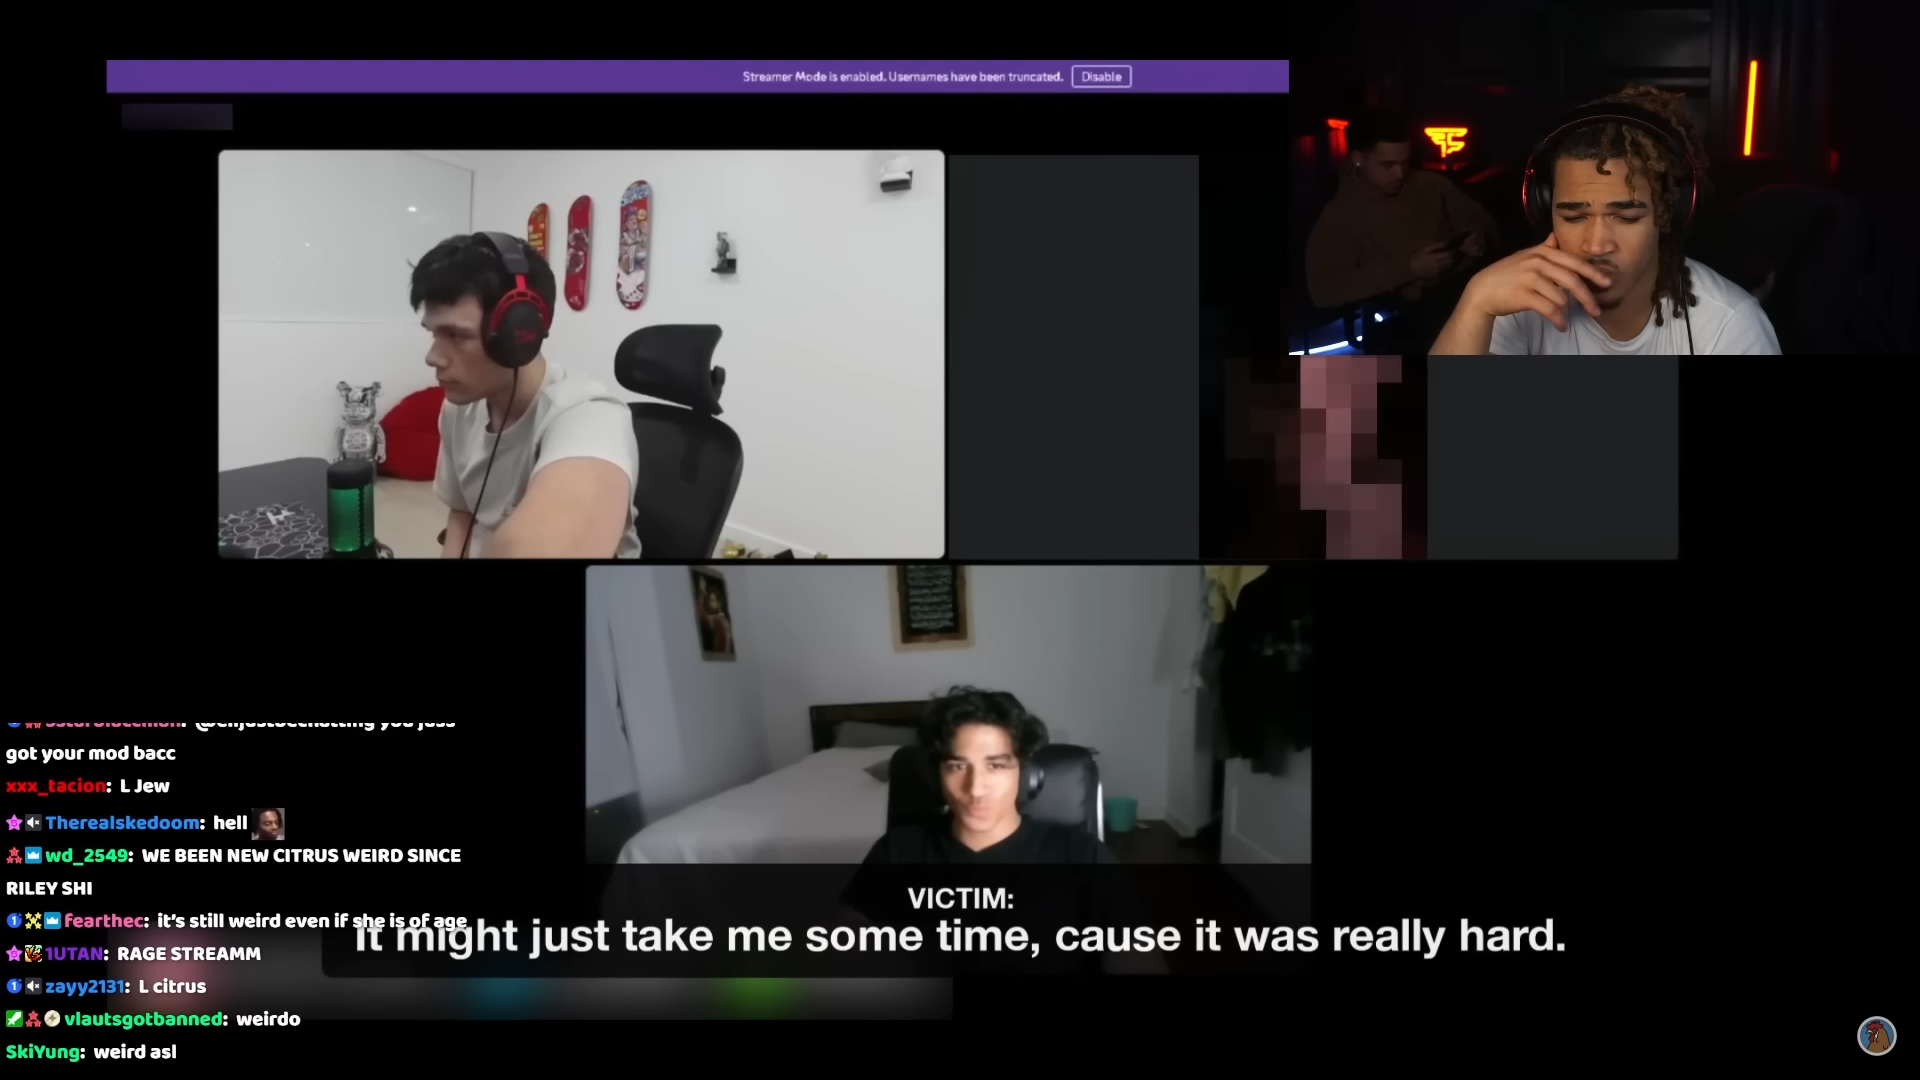 Streamer Mode is enabled. Usernames have been truncated. Disable
got your mod bacc
xxx_tacion: L Jew
Therealskedoom: hell
wd_2549: WE BEEN NEW CITRUS WEIRD SINCE
RILEY SHI
fearthec: it's still weird even if she is of age
1UTAN: RAGE STREAMM
zayy2131: L citrus
vlautsgotbanned: weirdo
SkiYung: weird asl
VICTIM:
It might just take me some time, cause it was really hard.